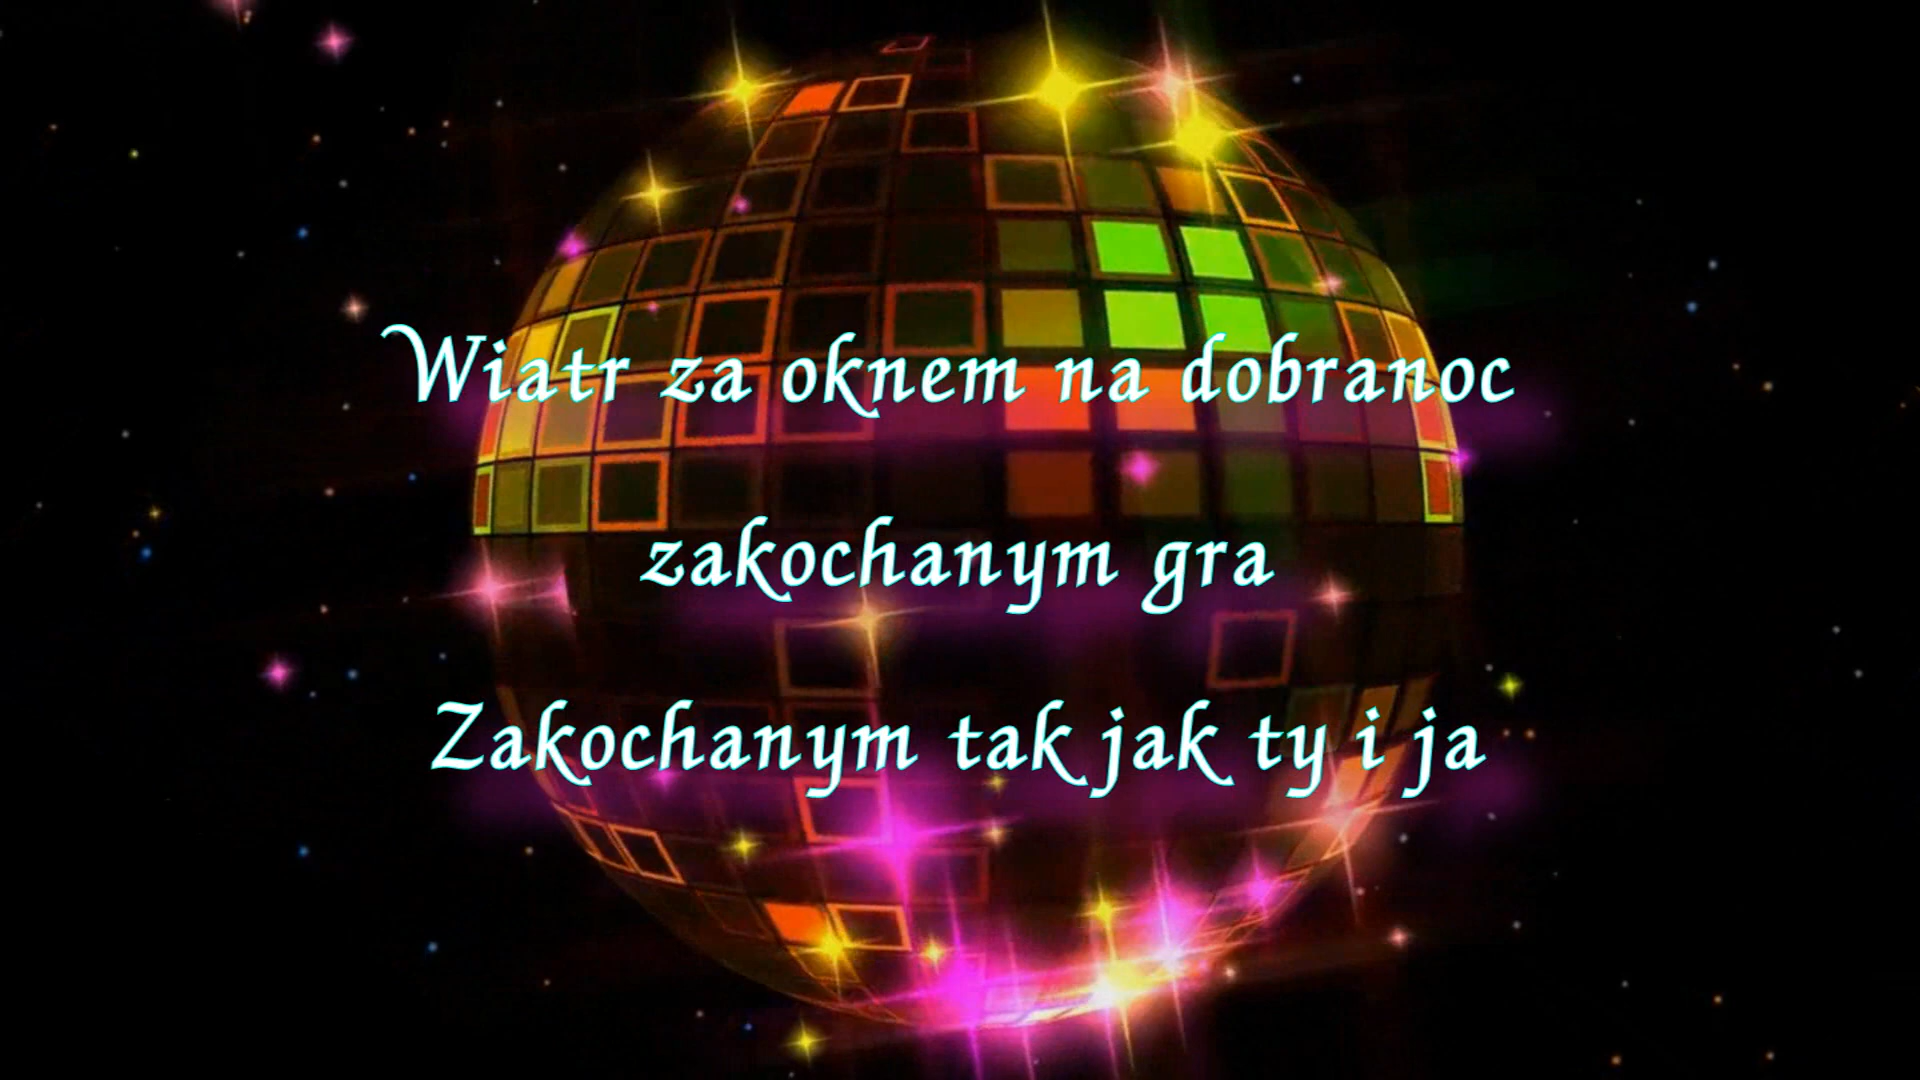 Wiatr za oknem na dobranoc
zakochanym gra
Zakochanym tak jak ty i ja